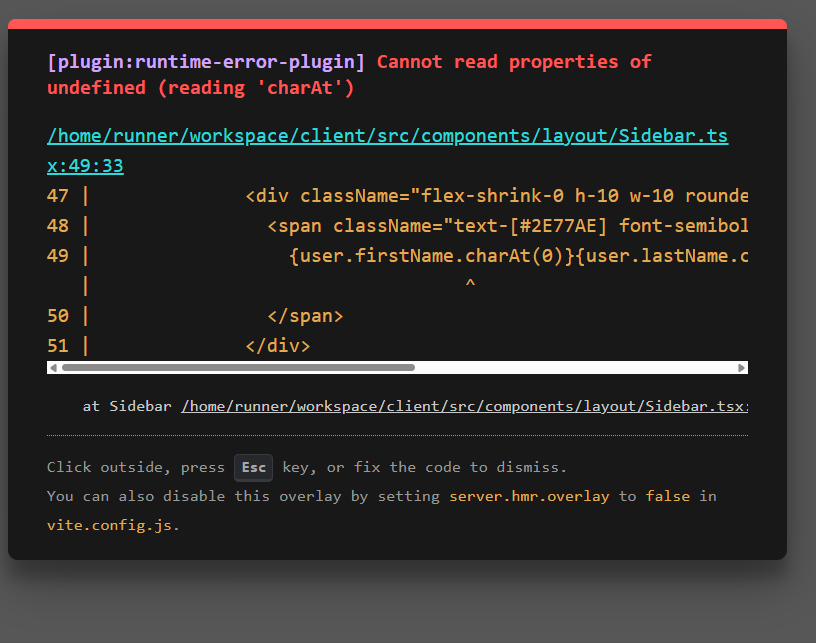 [plugin:runtime-error-plugin] Cannot read properties of
undefined (reading 'charAt')
/home/runner/workspace/client/src/components/layout/Sidebar.ts
x:49:33
47 | <div className="flex-shrink-0 h-10 w-10 rounde
48 | <span className="text-[#2E77AE] font-semibol
49 | {user.firstName.charAt(0)}{user.lastName.c
| ^
50 | </span>
51 | </div>
at Sidebar /home/runner/workspace/client/src/components/layout/Sidebar.tsx:
Click outside, press Esc key, or fix the code to dismiss.
You can also disable this overlay by setting server.hmr.overlay to false in
vite.config.js.